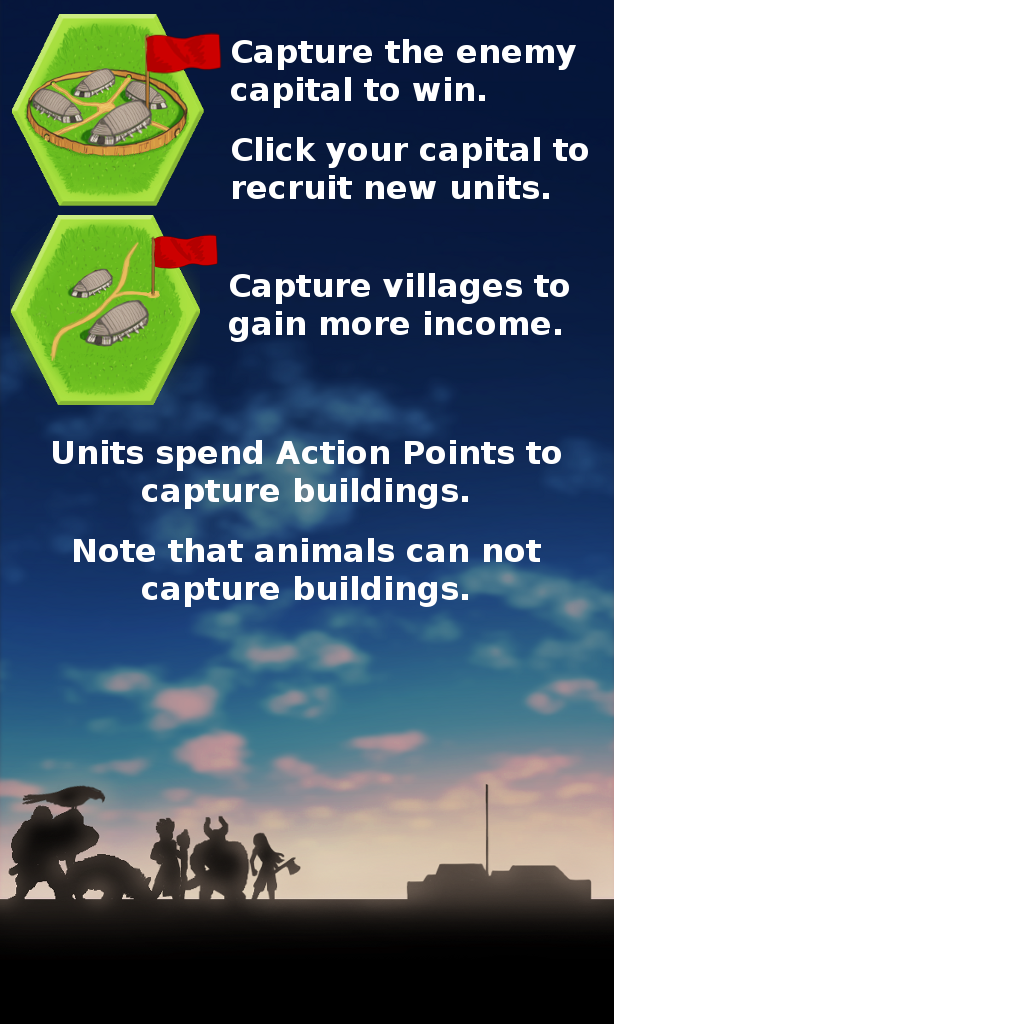 Capture the enemy
capital to win.
Click your capital to
recruit new units.
Capture villages to
gain more income.
Units spend Action Points to
capture buildings.
Note that animals can not
capture buildings.